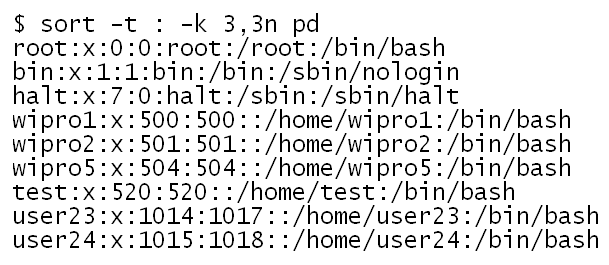 $ sort -t : -k 3,3n pd
root:x:0:0:root:/root:/bin/bash
bin:x:1:1:bin:/bin:/sbin/nologin
halt:x:7:0:halt:/sbin:/sbin/halt
wipro1:x:500:500::/home/wipro1:/bin/bash
wipro2:x:501:501::/home/wipro2:/bin/bash
wipro5:x:504:504::/home/wipro5:/bin/bash
test:x:520:520::/home/test:/bin/bash
user23:x:1014:1017::/home/user23:/bin/bash
user24:x:1015:1018::/home/user24:/bin/bash